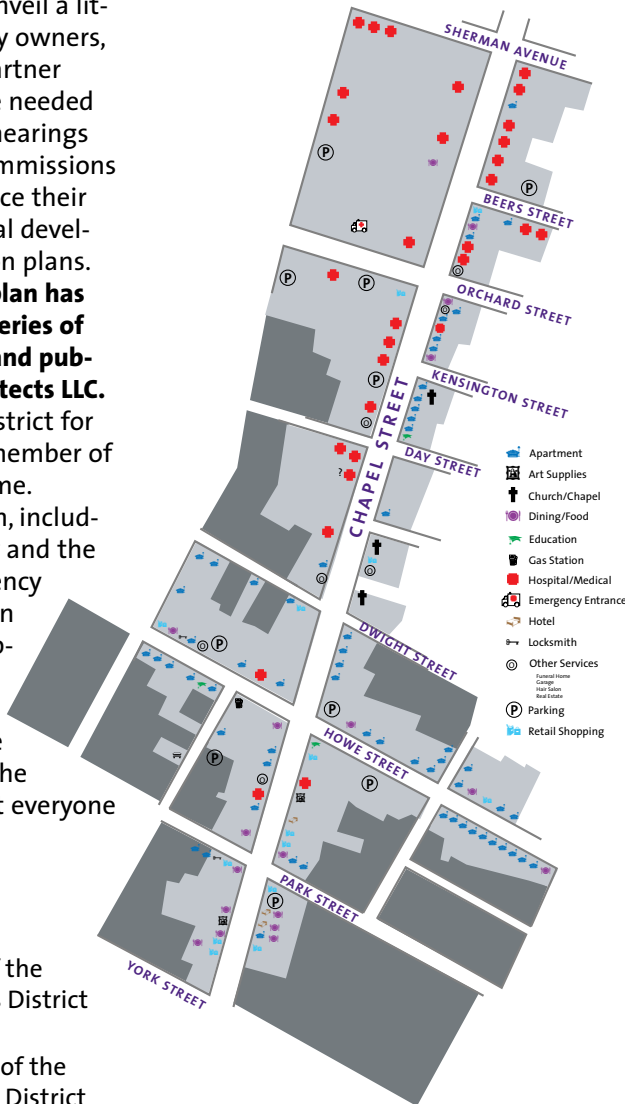 nveil a lit-
y owners,
artner
e needed
hearings
mmissions
ce their
al devel-
n plans.
plan has
eries of
and pub-
tects LLC.
strict for
member of
me.
n, includ-
and the
ency
n
o-
e
he
t everyone
f the
s District
of the
District
SHERMAN AVENUE
BEERS STREET
ORCHARD STREET
KENSINGTON STREET
CHAPEL STREET
DAY STREET
DWIGHT STREET
HOWE STREET
PARK STREET
YORK STREET
P
P
P
P
P
?
P
P
P
P
P
Apartment
Art Supplies
Church/Chapel
Dining/Food
Education
Gas Station
Hospital/Medical
Emergency Entrance
Hotel
Locksmith
Other Services
Funeral Home
Garage
Hair Salon
Real Estate
P Parking
Retail Shopping